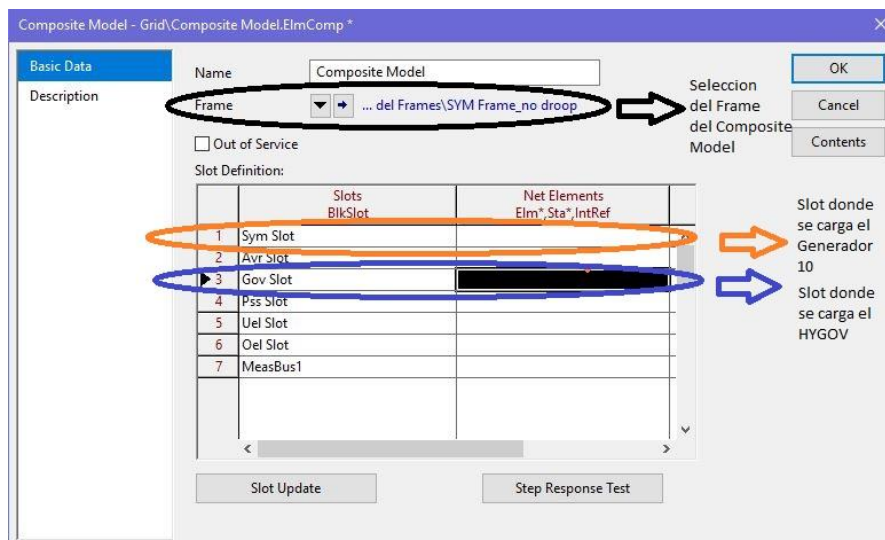 Composite Model - Grid\Composite Model.ElmComp *
Basic Data
Description
Name
Composite Model
Frame
... del Frames\SYM Frame_no droop
Out of Service
Slot Definition:
Slots
BlkSlot
Net Elements
Elm*,Sta*,IntRef
1 Sym Slot
2 Avr Slot
3 Gov Slot
4 Pss Slot
5 Uel Slot
6 Oel Slot
7 MeasBus1
Slot Update
Step Response Test
Seleccion
del Frame
del Composite
Model
OK
Cancel
Contents
Slot donde
se carga el
Generador
10
Slot donde
se carga el
HYGOV